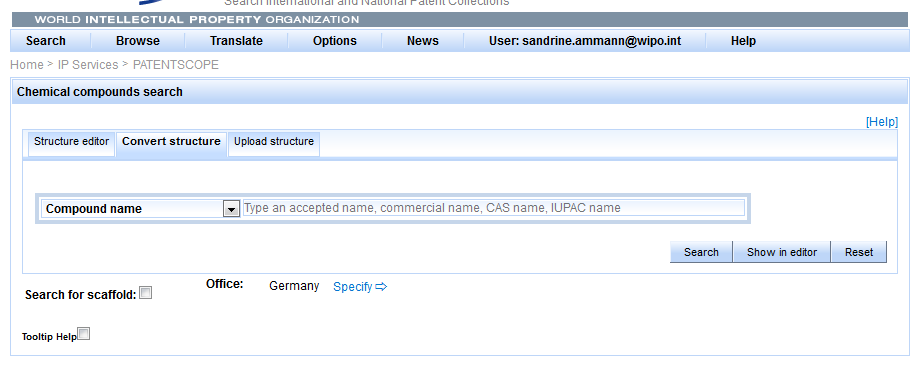 Search International and National Patent Collections
WORLD INTELLECTUAL PROPERTY ORGANIZATION
Search Browse Translate Options News User: sandrine.ammann@wipo.int Help
Home > IP Services > PATENTSCOPE
Chemical compounds search
[Help]
Structure editor Convert structure Upload structure
Compound name Type an accepted name, commercial name, CAS name, IUPAC name
Search Show in editor Reset
Search for scaffold: Office: Germany Specify ⇨
Tooltip Help